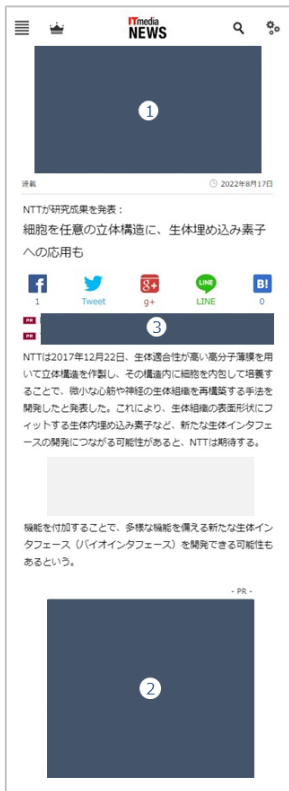 ITmedia
NEWS
1
連載
2022年8月17日
NTTが研究成果を発表：
細胞を任意の立体構造に、生体埋め込み素子
への応用も
f
g+
LINE
B!
1
Tweet
g+
LINE
0
PR
3
PR
NTTは2017年12月22日、生体適合性が高い高分子薄膜を用
いて立体構造を作製し、その構造内に細胞を内包して培養す
ることで、微小な心筋や神経の生体組織を再構築する手法を
開発したと発表した。これにより、生体組織の表面形状にフ
ィットする生体内埋め込み素子など、新たな生体インタフェ
ースの開発につながる可能性があると、NTTは期待する。
機能を付加することで、多様な機能を備える新たな生体イン
タフェース（バイオインタフェース）を開発できる可能性も
あるという。
- PR -
2